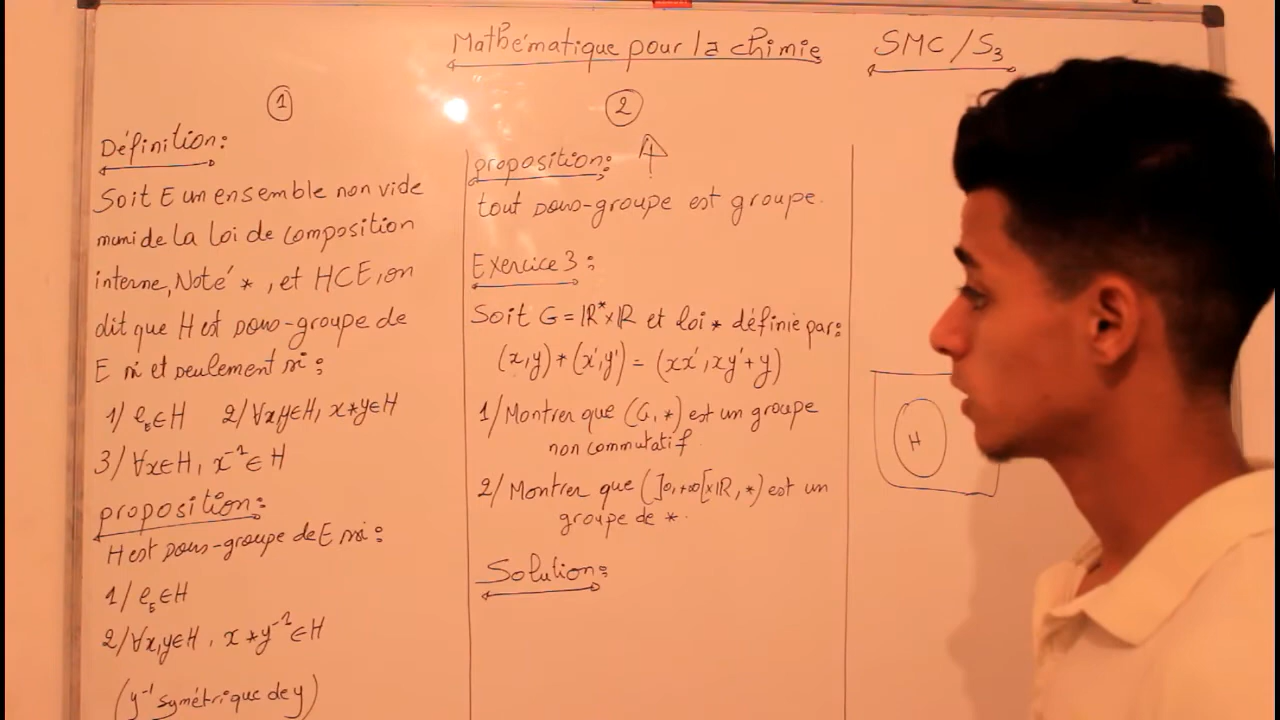 Mathématique pour la chimie SMC/S3
①
Définition:
Soit E un ensemble non vide
muni de la loi de composition
interne, Noté *, et H⊂E, on
dit que H est sous-groupe de
E si et seulement si:
1/ e_E∈H 2/ ∀x,y∈H, x*y∈H
3/ ∀x∈H, x⁻¹∈H
proposition:
H est sous-groupe de E si:
1/ e_E∈H
2/ ∀x,y∈H, x*y⁻¹∈H
(y⁻¹ symétrique de y)
②
proposition:
tout sous-groupe est groupe.
Exercice 3:
Soit G = ℝ*×ℝ et loi * définie par:
(x,y)*(x',y') = (xx', xy'+y)
1/ Montrer que (G,*) est un groupe
non commutatif.
2/ Montrer que (]0,+∞[×ℝ, *) est un
groupe de *.
Solution:
H